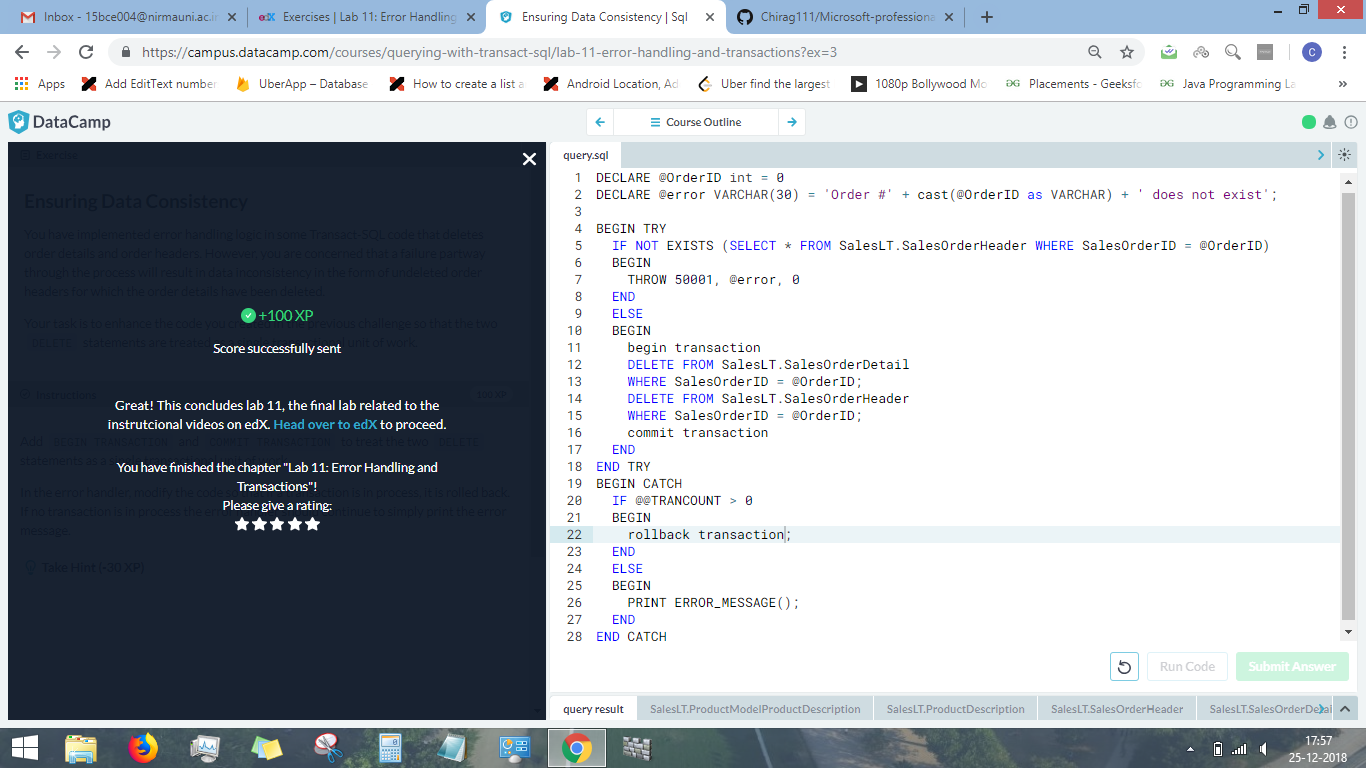 Inbox - 15bce004@nirmauni.ac.i
edX Exercises | Lab 11: Error Handling
Ensuring Data Consistency | Sql
Chirag111/Microsoft-professiona
https://campus.datacamp.com/courses/querying-with-transact-sql/lab-11-error-handling-and-transactions?ex=3
C
Apps
Add EditText number
UberApp – Database
How to create a list a
Android Location, Ad
Uber find the largest
1080p Bollywood Mo
Placements - Geeksfo
Java Programming La
»
DataCamp
Course Outline
Exercise
Ensuring Data Consistency
You have implemented error handling logic in some Transact-SQL code that deletes
order details and order headers. However, you are concerned that a failure partway
through the process will result in data inconsistency in the form of undeleted order
headers for which the order details have been deleted.
Your task is to enhance the code you created in the previous challenge so that the two
DELETE statements are treated as a single transactional unit of work.
+100 XP
Score successfully sent
Instructions
100 XP
Great! This concludes lab 11, the final lab related to the
instrutcional videos on edX. Head over to edX to proceed.
Add BEGIN TRANSACTION and COMMIT TRANSACTION to treat the two DELETE
statements as a single transactional unit of work.
You have finished the chapter "Lab 11: Error Handling and
Transactions"!
Please give a rating:
In the error handler, modify the code so that if a transaction is in process, it is rolled back.
If no transaction is in process the error handler should continue to simply print the error
message.
Take Hint (-30 XP)
query.sql
1 DECLARE @OrderID int = 0
2 DECLARE @error VARCHAR(30) = 'Order #' + cast(@OrderID as VARCHAR) + ' does not exist';
3
4 BEGIN TRY
5 IF NOT EXISTS (SELECT * FROM SalesLT.SalesOrderHeader WHERE SalesOrderID = @OrderID)
6 BEGIN
7 THROW 50001, @error, 0
8 END
9 ELSE
10 BEGIN
11 begin transaction
12 DELETE FROM SalesLT.SalesOrderDetail
13 WHERE SalesOrderID = @OrderID;
14 DELETE FROM SalesLT.SalesOrderHeader
15 WHERE SalesOrderID = @OrderID;
16 commit transaction
17 END
18 END TRY
19 BEGIN CATCH
20 IF @@TRANCOUNT > 0
21 BEGIN
22 rollback transaction;
23 END
24 ELSE
25 BEGIN
26 PRINT ERROR_MESSAGE();
27 END
28 END CATCH
Run Code
Submit Answer
query result
SalesLT.ProductModelProductDescription
SalesLT.ProductDescription
SalesLT.SalesOrderHeader
SalesLT.SalesOrderDetai
17:57
25-12-2018